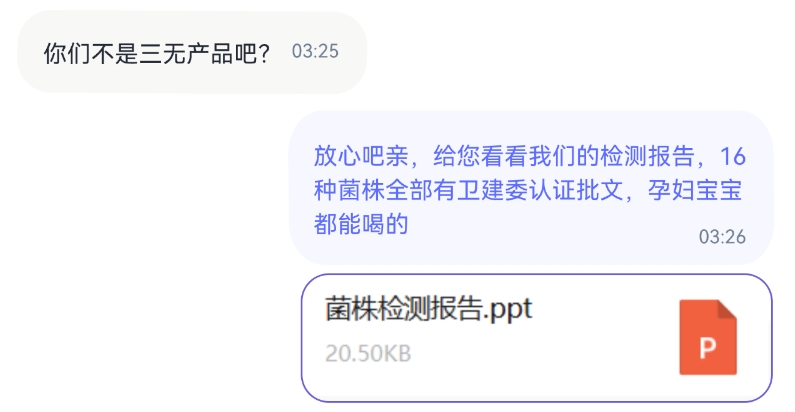 你们不是三无产品吧？ 03:25
放心吧亲，给您看看我们的检测报告，16
种菌株全部有卫建委认证批文，孕妇宝宝
都能喝的
03:26
菌株检测报告.ppt
20.50KB
P